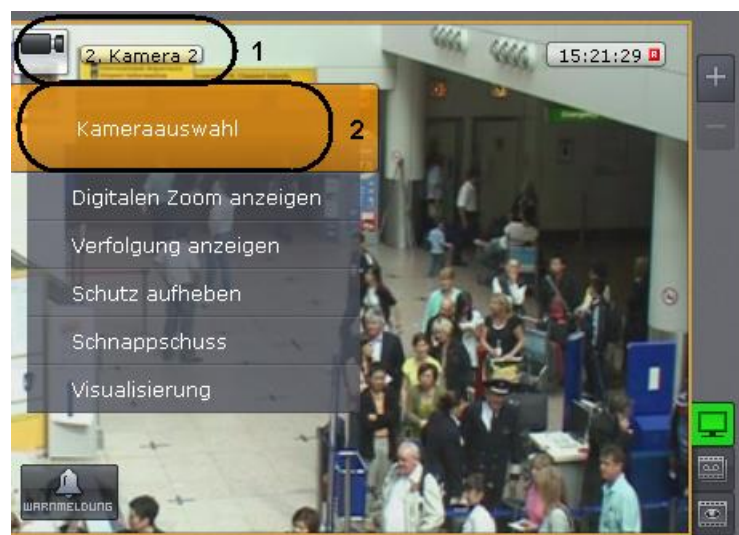 2. Kamera 2
1
15:21:29
Kameraauswahl
2
Digitalen Zoom anzeigen
Verfolgung anzeigen
Schutz aufheben
Schnappschuss
Visualisierung
WARNMELDUNG